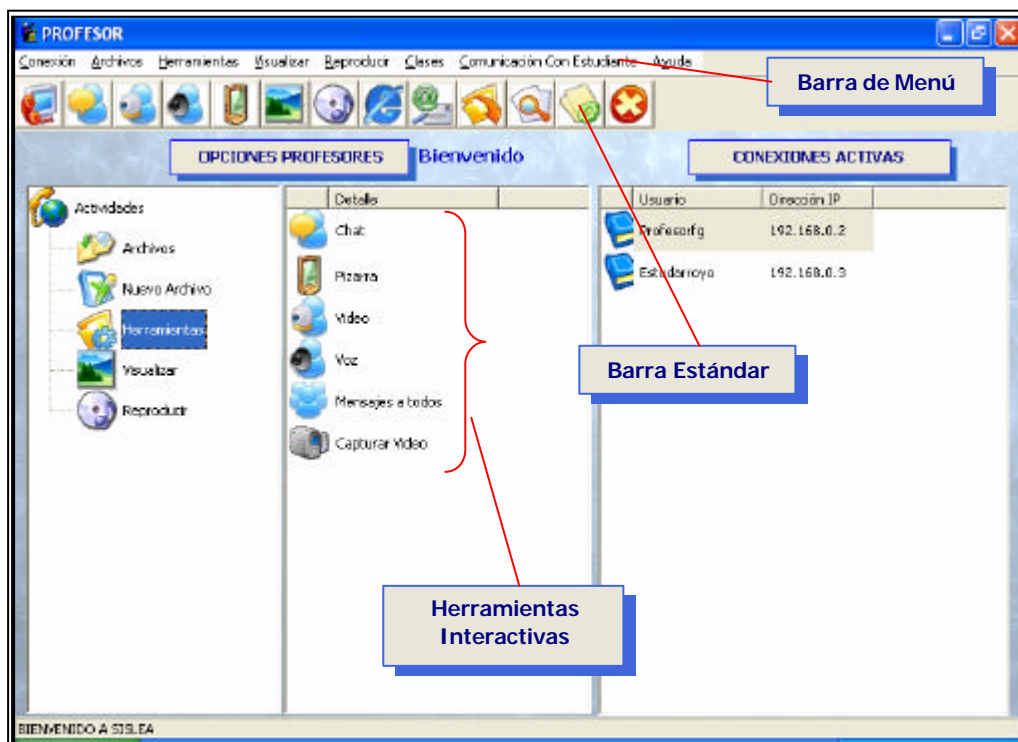 PROFESOR
Conexión Archivos Herramientas Visualizar Reproducir Clases Comunicación Con Estudiante Ayuda
Barra de Menú
OPCIONES PROFESORES Bienvenido CONEXIONES ACTIVAS
Actividades
Archivos
Nuevo Archivo
Herramientas
Visualizar
Reproducir
Detalle
Chat
Pizarra
Video
Voz
Mensajes a todos
Capturar Video
Usuario Dirección IP
Profesorfg 192.168.0.2
Estudarroyo 192.168.0.3
Barra Estándar
Herramientas
Interactivas
BIENVENIDO A SISLEA